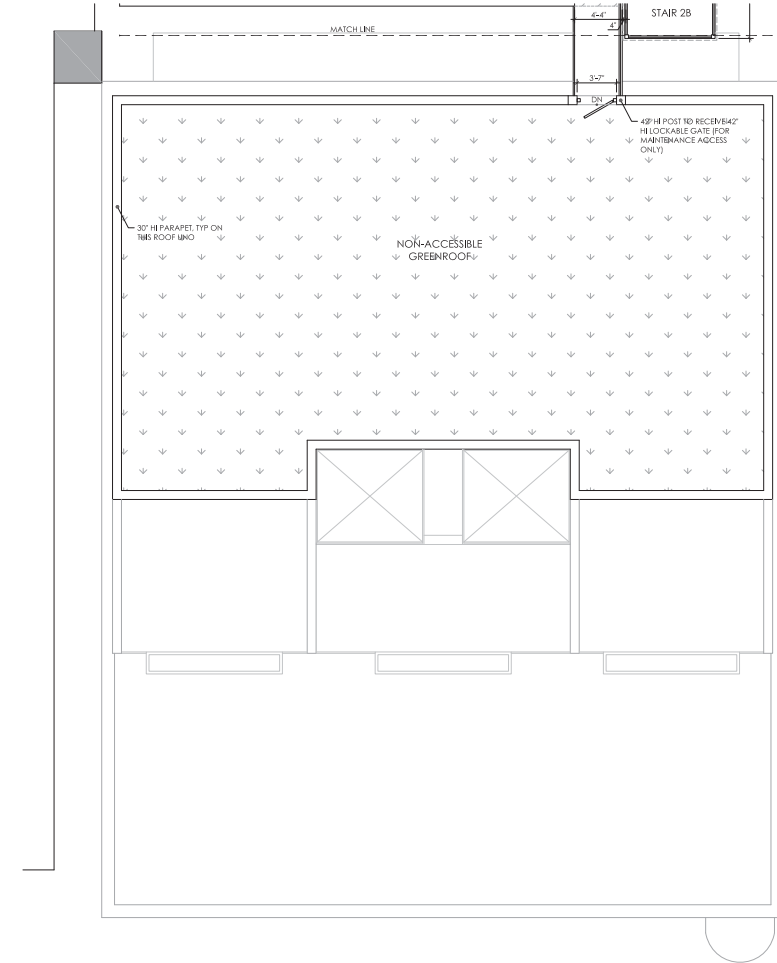 STAIR 2B
4'-4"
4"
MATCH LINE
3'-7"
DN
42" HI POST TO RECEIVE 42"
HI LOCKABLE GATE (FOR
MAINTENANCE ACCESS
ONLY)
30" HI PARAPET, TYP ON
THIS ROOF UNO
NON-ACCESSIBLE
GREENROOF